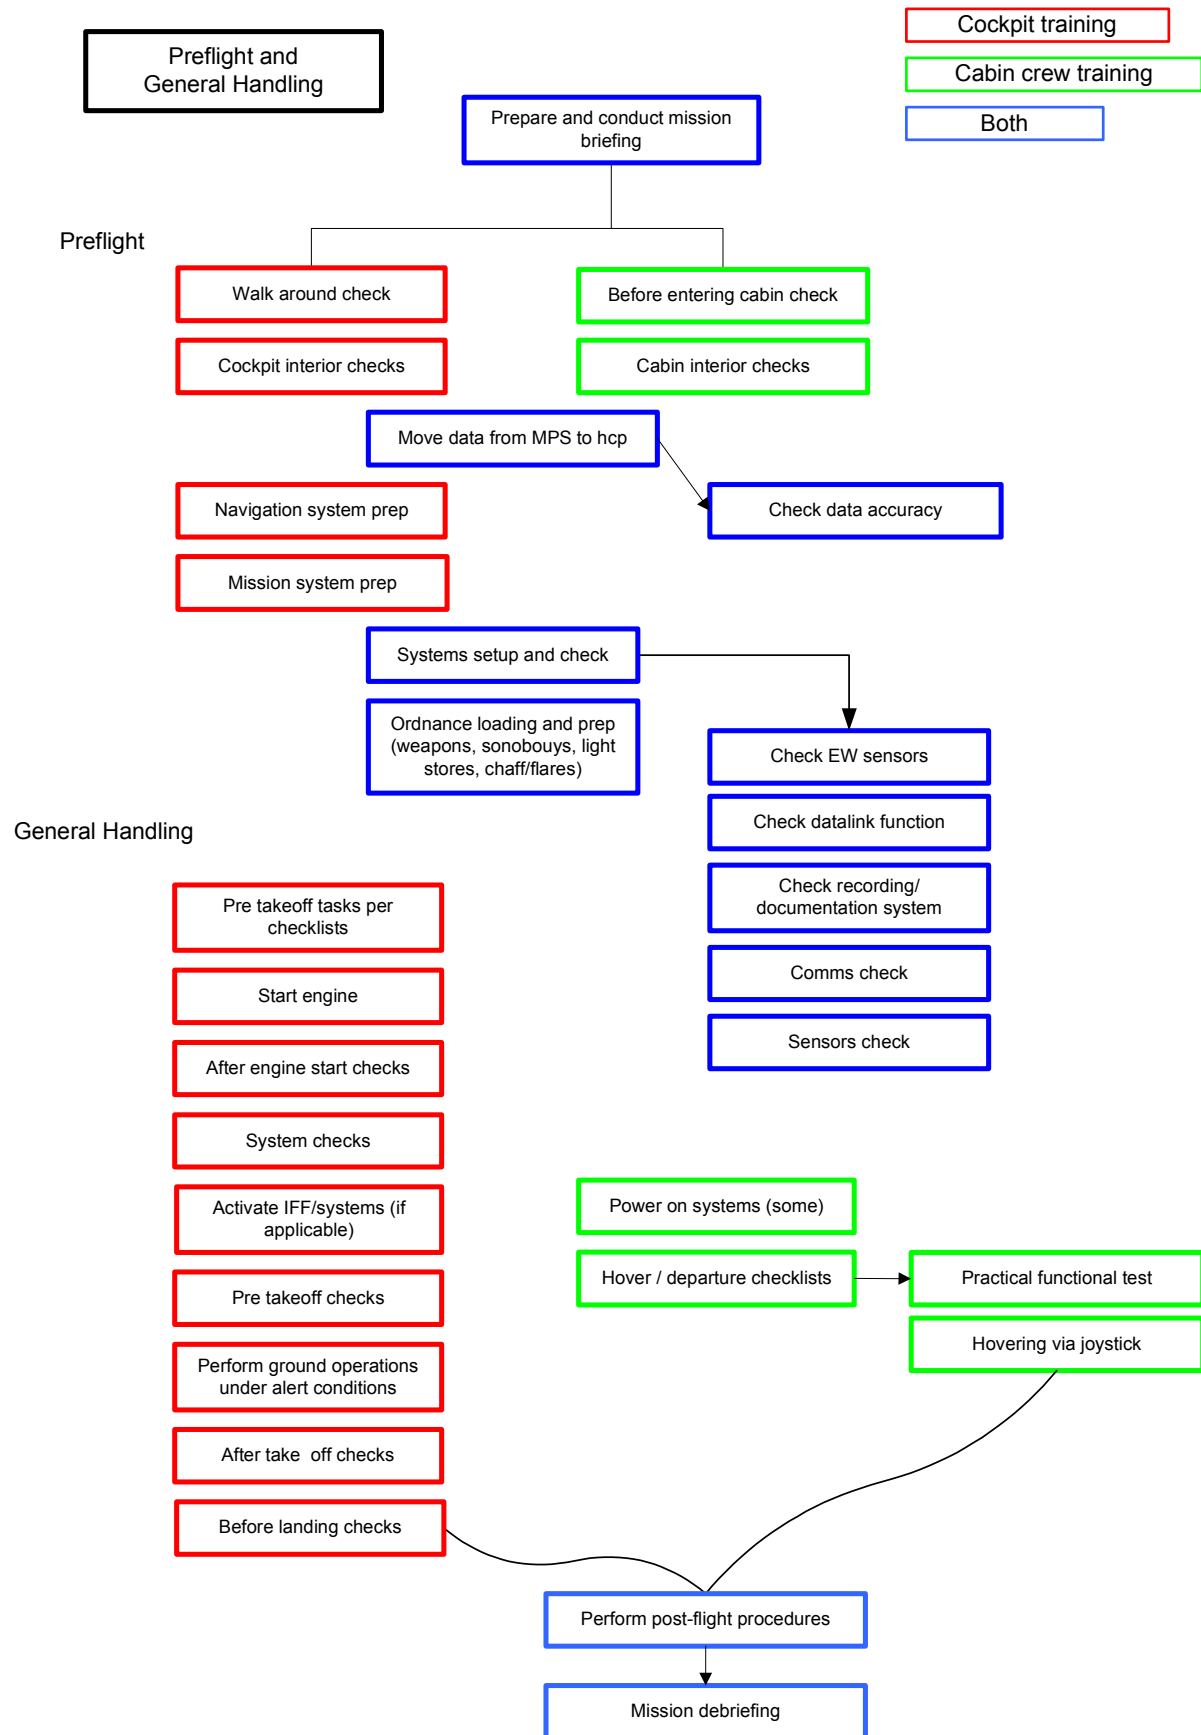 Preflight and
General Handling
Cockpit training
Cabin crew training
Both
Prepare and conduct mission
briefing
Preflight
Walk around check
Before entering cabin check
Cockpit interior checks
Cabin interior checks
Move data from MPS to hcp
Navigation system prep
Check data accuracy
Mission system prep
Systems setup and check
Ordnance loading and prep
(weapons, sonobouys, light
stores, chaff/flares)
Check EW sensors
Check datalink function
General Handling
Check recording/
documentation system
Pre takeoff tasks per
checklists
Comms check
Start engine
Sensors check
After engine start checks
System checks
Activate IFF/systems (if
applicable)
Power on systems (some)
Pre takeoff checks
Hover / departure checklists
Practical functional test
Hovering via joystick
Perform ground operations
under alert conditions
After take  off checks
Before landing checks
Perform post-flight procedures
Mission debriefing